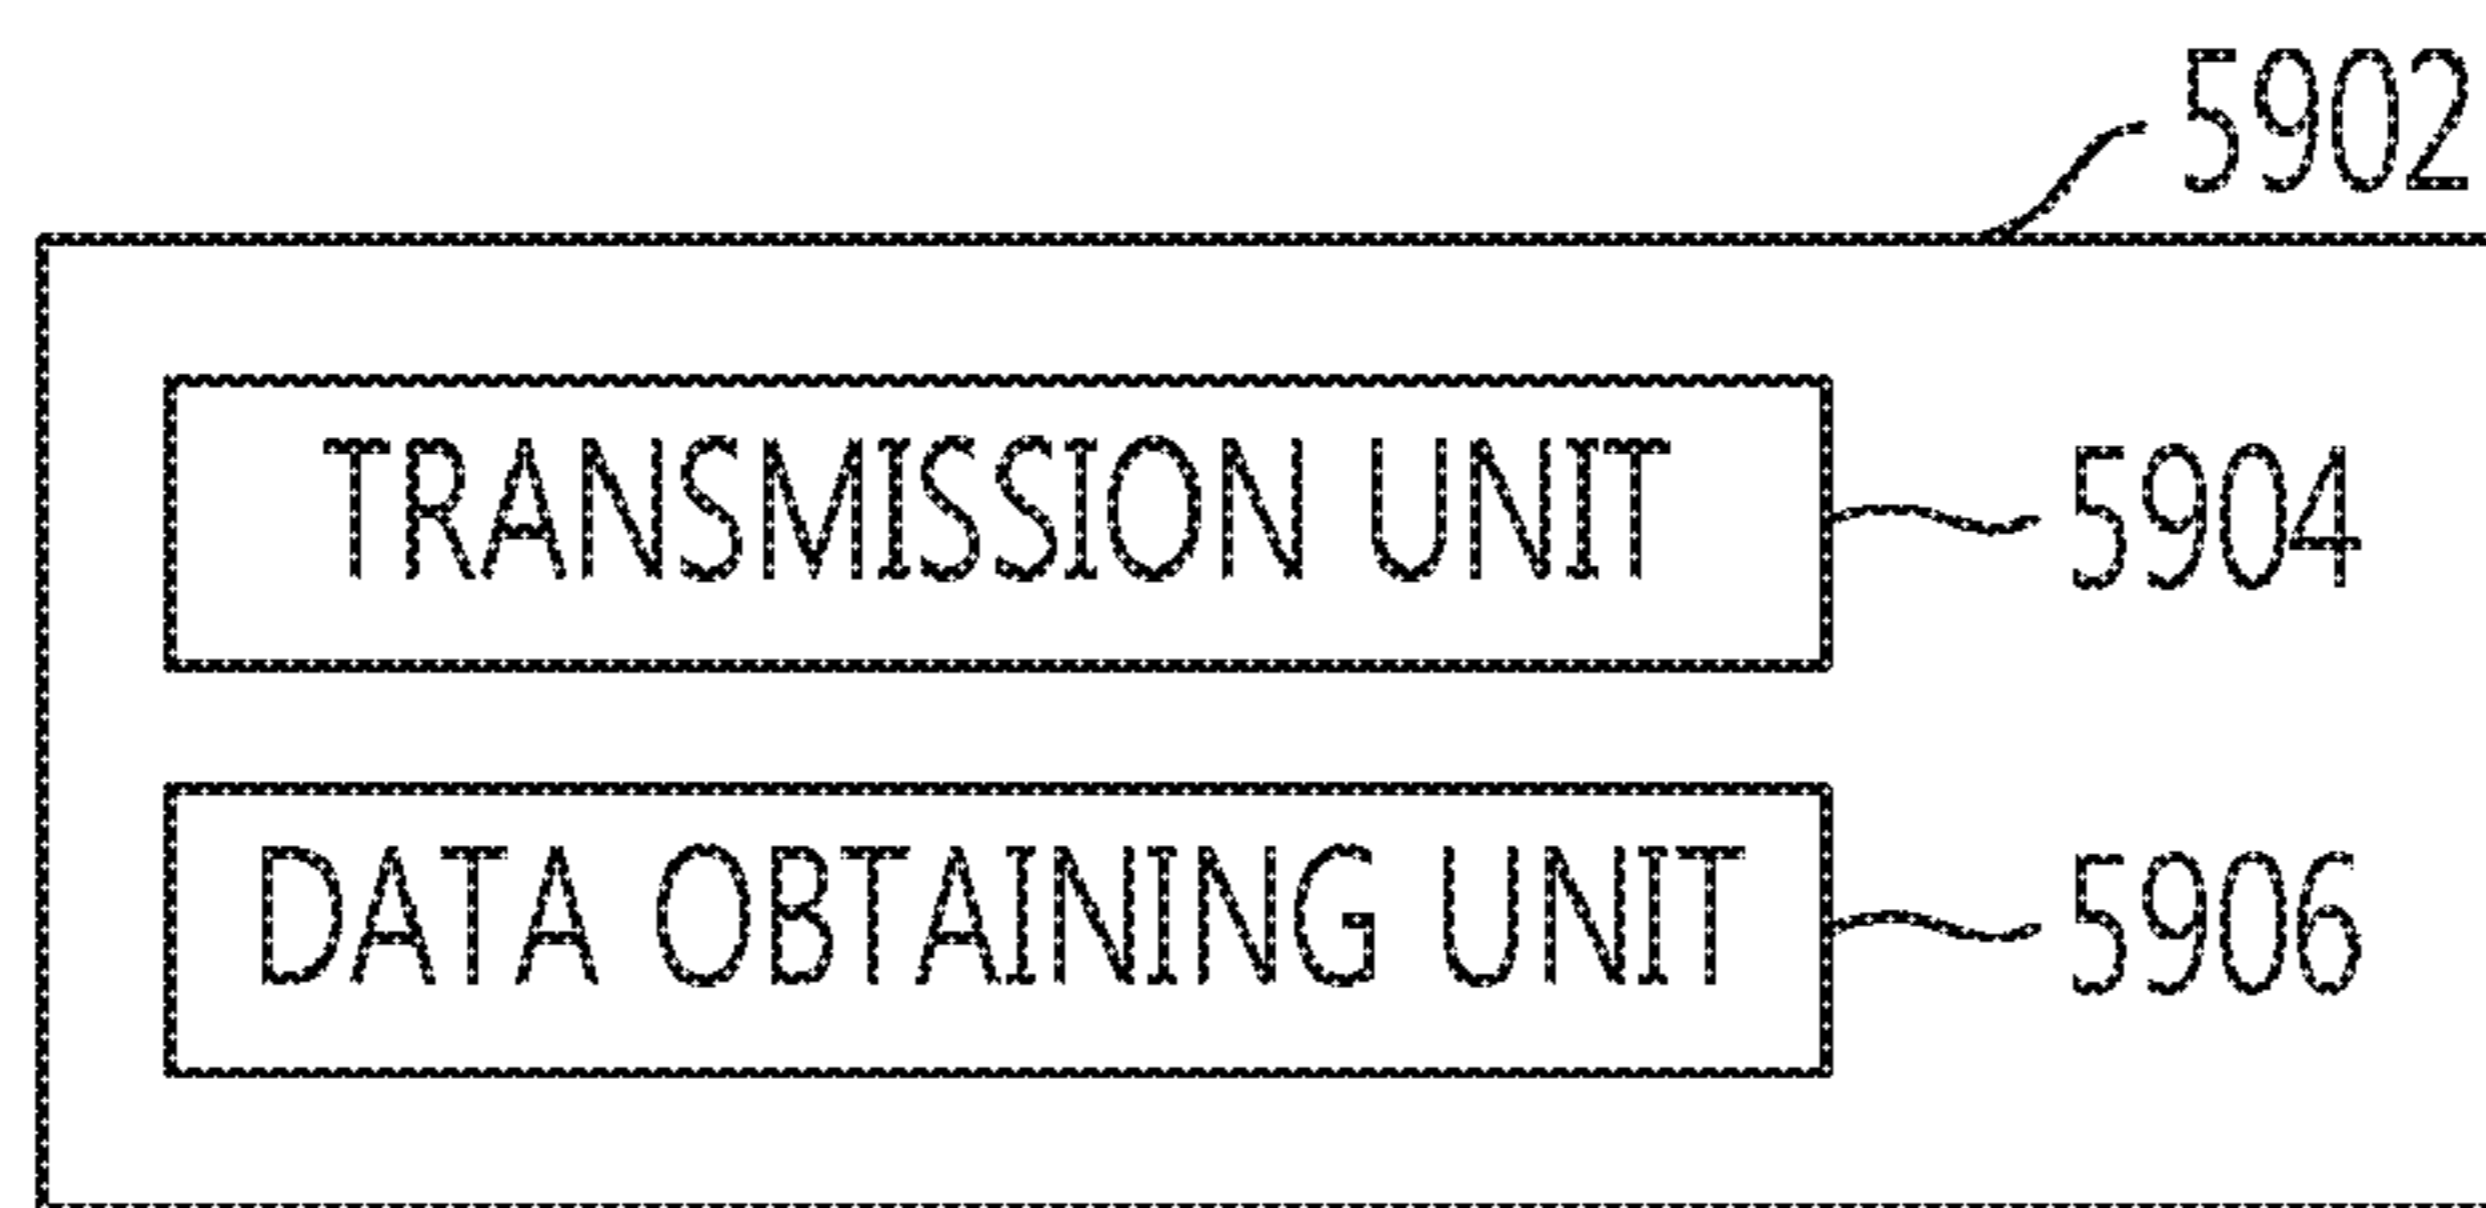 5902
TRANSMISSION UNIT 5904
DATA OBTAINING UNIT 5906